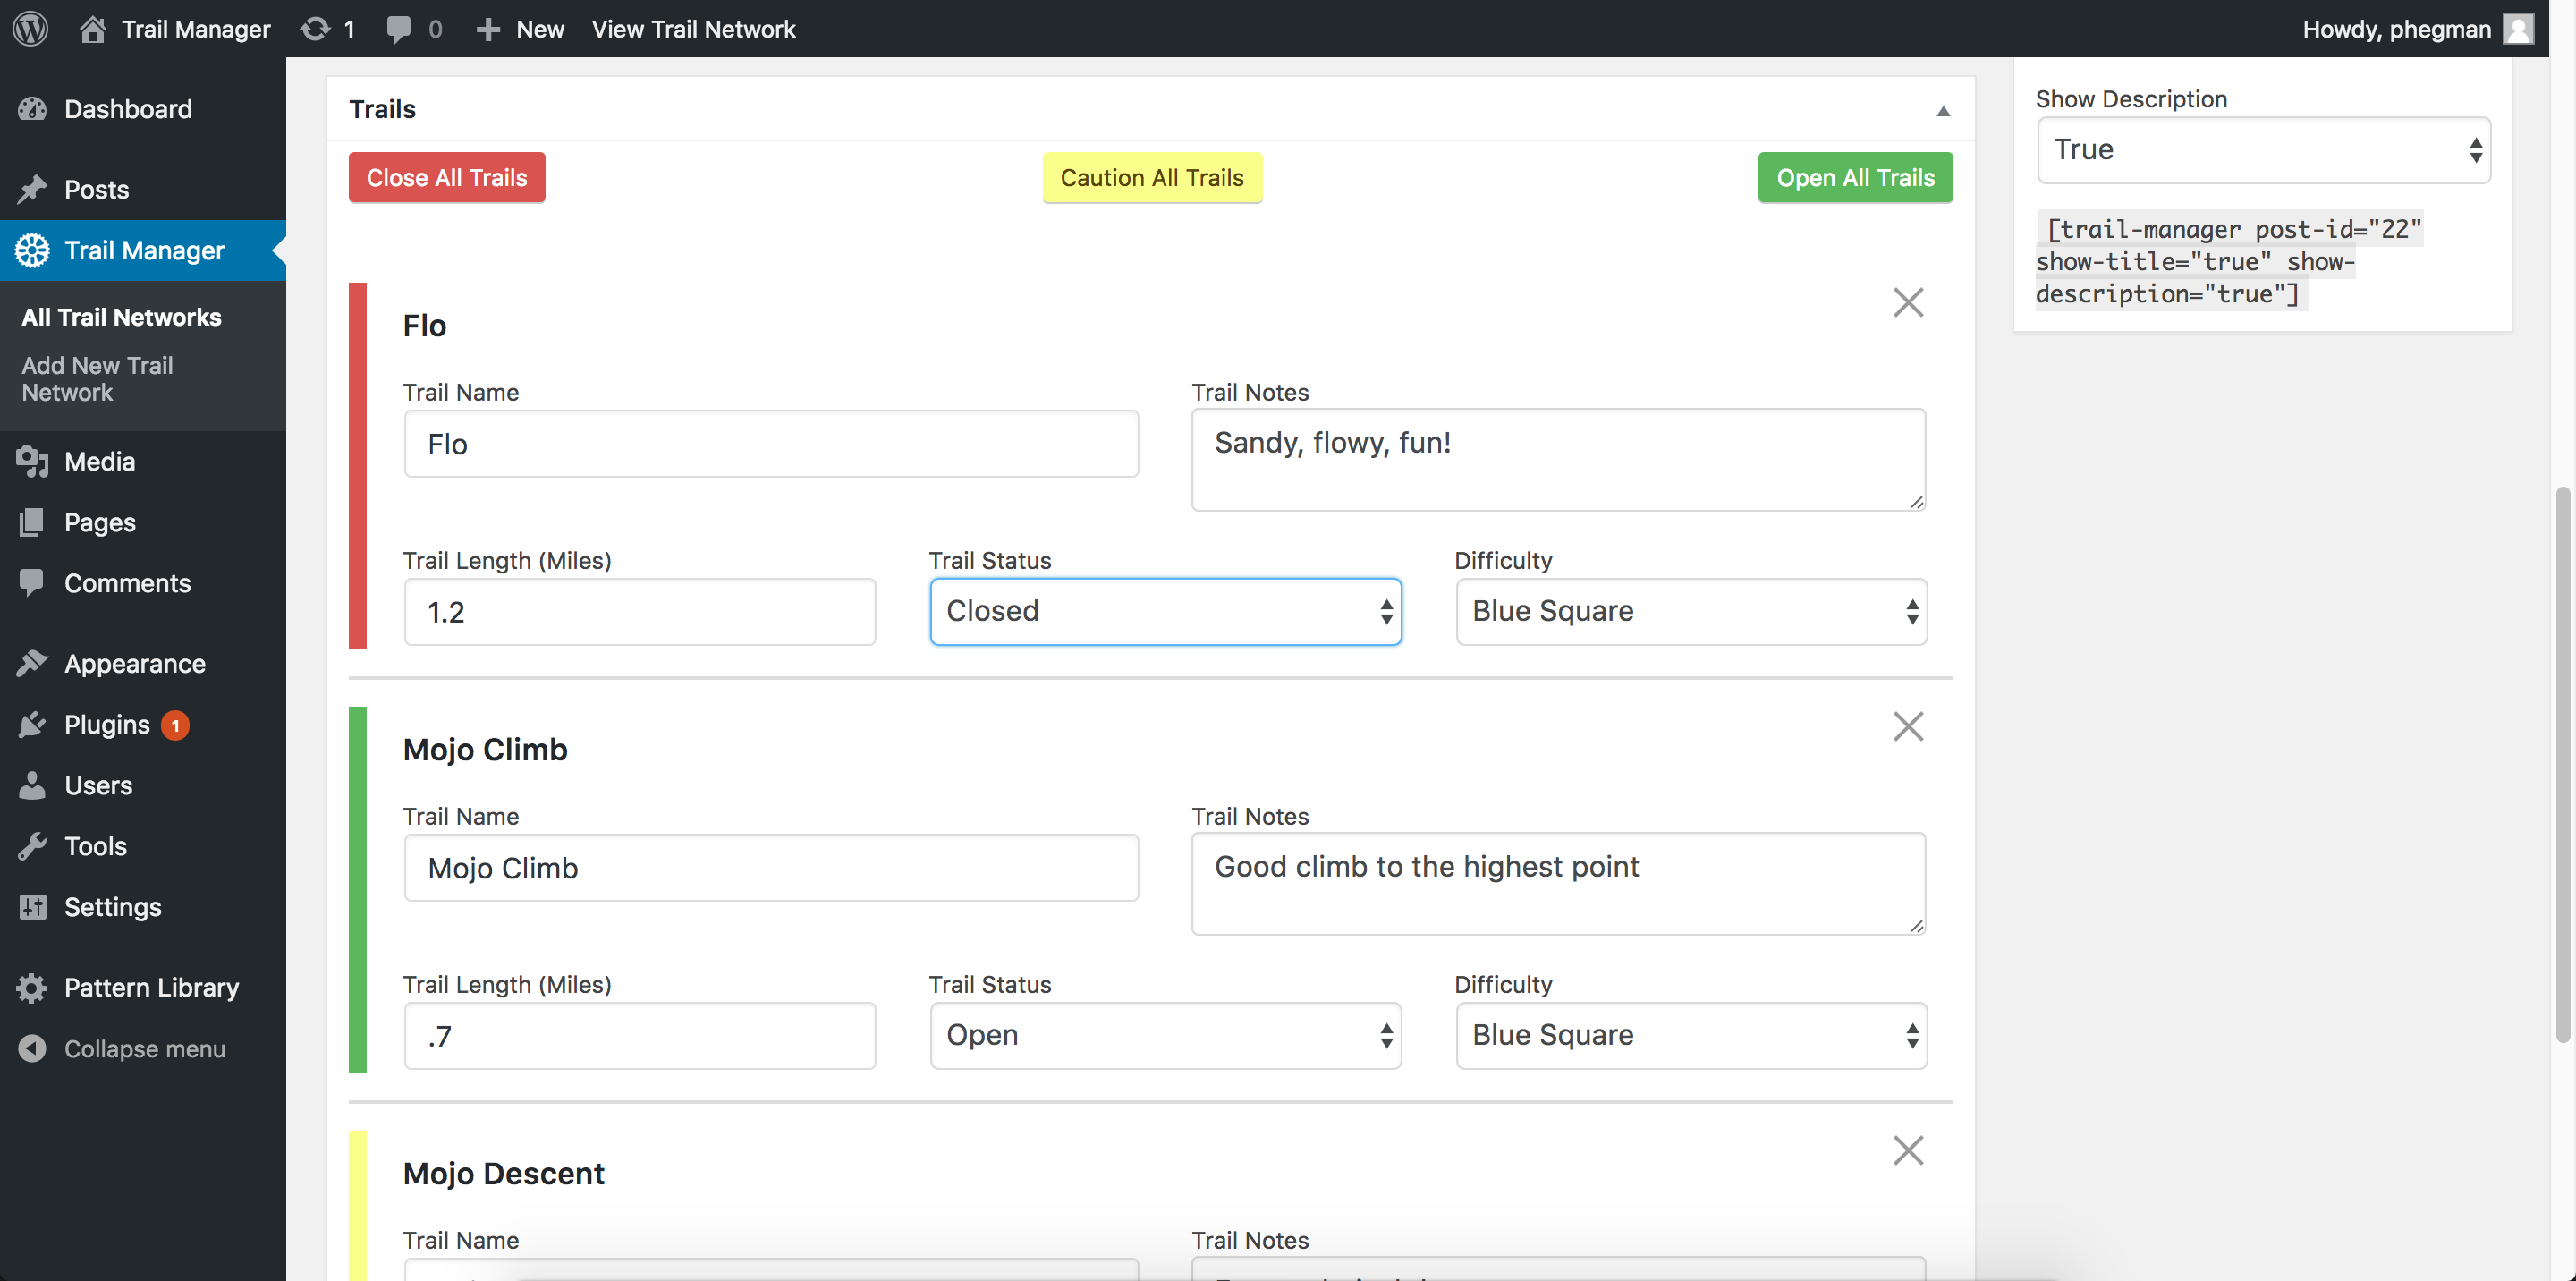 Trail Manager 1 0 New View Trail Network Howdy, phegman
Dashboard
Posts
Trail Manager
All Trail Networks
Add New Trail
Network
Media
Pages
Comments
Appearance
Plugins 1
Users
Tools
Settings
Pattern Library
Collapse menu
Trails
Close All Trails Caution All Trails Open All Trails
Flo
Trail Name Trail Notes
Flo Sandy, flowy, fun!
Trail Length (Miles) Trail Status Difficulty
1.2 Closed Blue Square
Mojo Climb
Trail Name Trail Notes
Mojo Climb Good climb to the highest point
Trail Length (Miles) Trail Status Difficulty
.7 Open Blue Square
Mojo Descent
Trail Name Trail Notes
Show Description
True
[trail-manager post-id="22"
show-title="true" show-
description="true"]